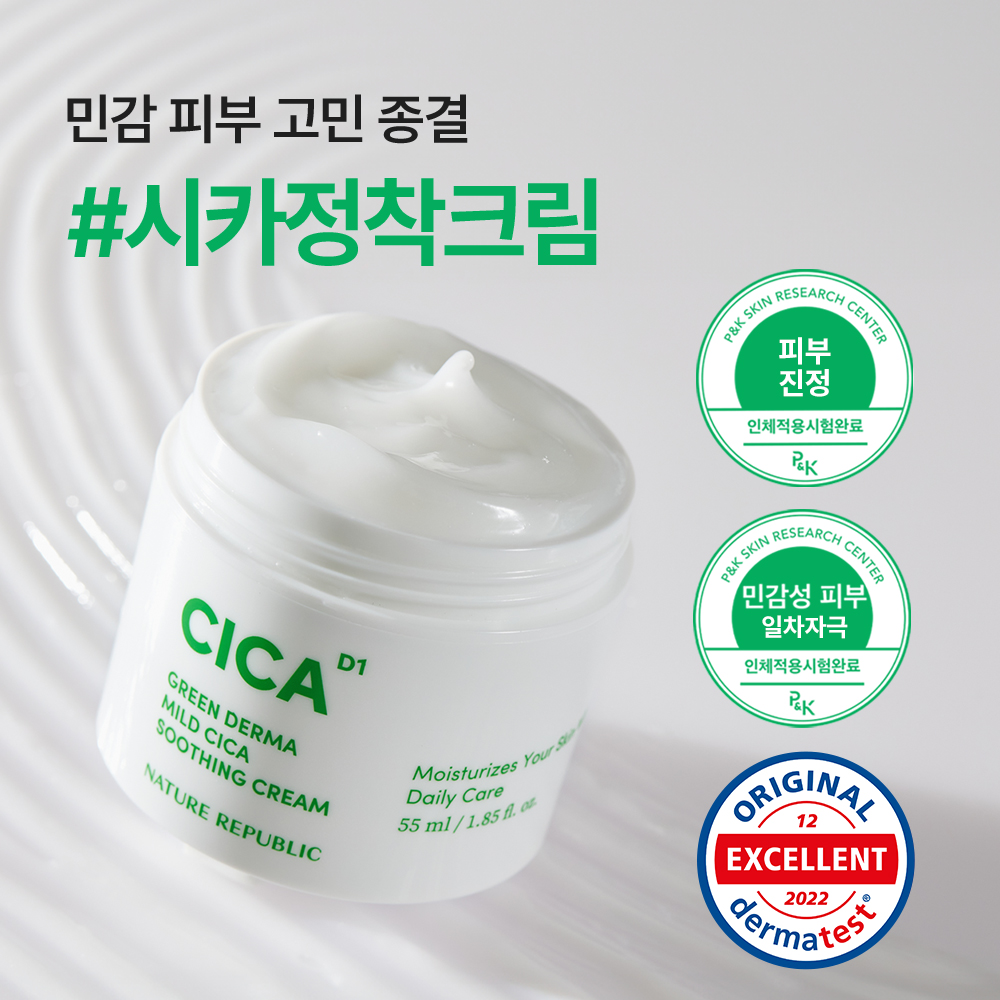 민감 피부 고민 종결
#시카정착크림
P&K SKIN RESEARCH CENTER
피부
진정
인체적용시험완료
P&K
P&K SKIN RESEARCH CENTER
민감성 피부
일차자극
인체적용시험완료
P&K
CICA D1
GREEN DERMA
MILD CICA
SOOTHING CREAM
NATURE REPUBLIC
Moisturizes Your
Daily Care
55 ml / 1.85 fl. oz.
ORIGINAL
12
EXCELLENT
2022
dermatest®